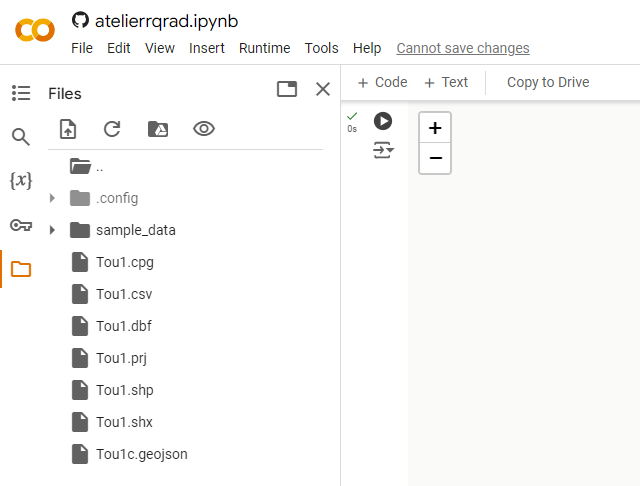 atelierrqrad.ipynb
File Edit View Insert Runtime Tools Help Cannot save changes
Files
+ Code + Text Copy to Drive
{x}
0s
..
.config
sample_data
Tou1.cpg
Tou1.csv
Tou1.dbf
Tou1.prj
Tou1.shp
Tou1.shx
Tou1c.geojson
+
−